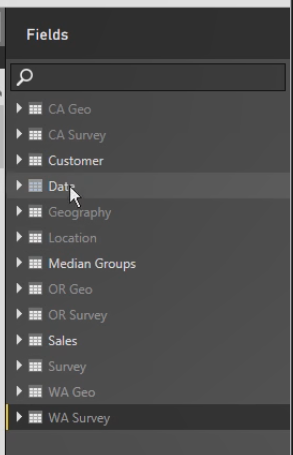 Fields
CA Geo
CA Survey
Customer
Geography
Location
Median Groups
OR Geo
OR Survey
Sales
Survey
WA Geo
WA Survey